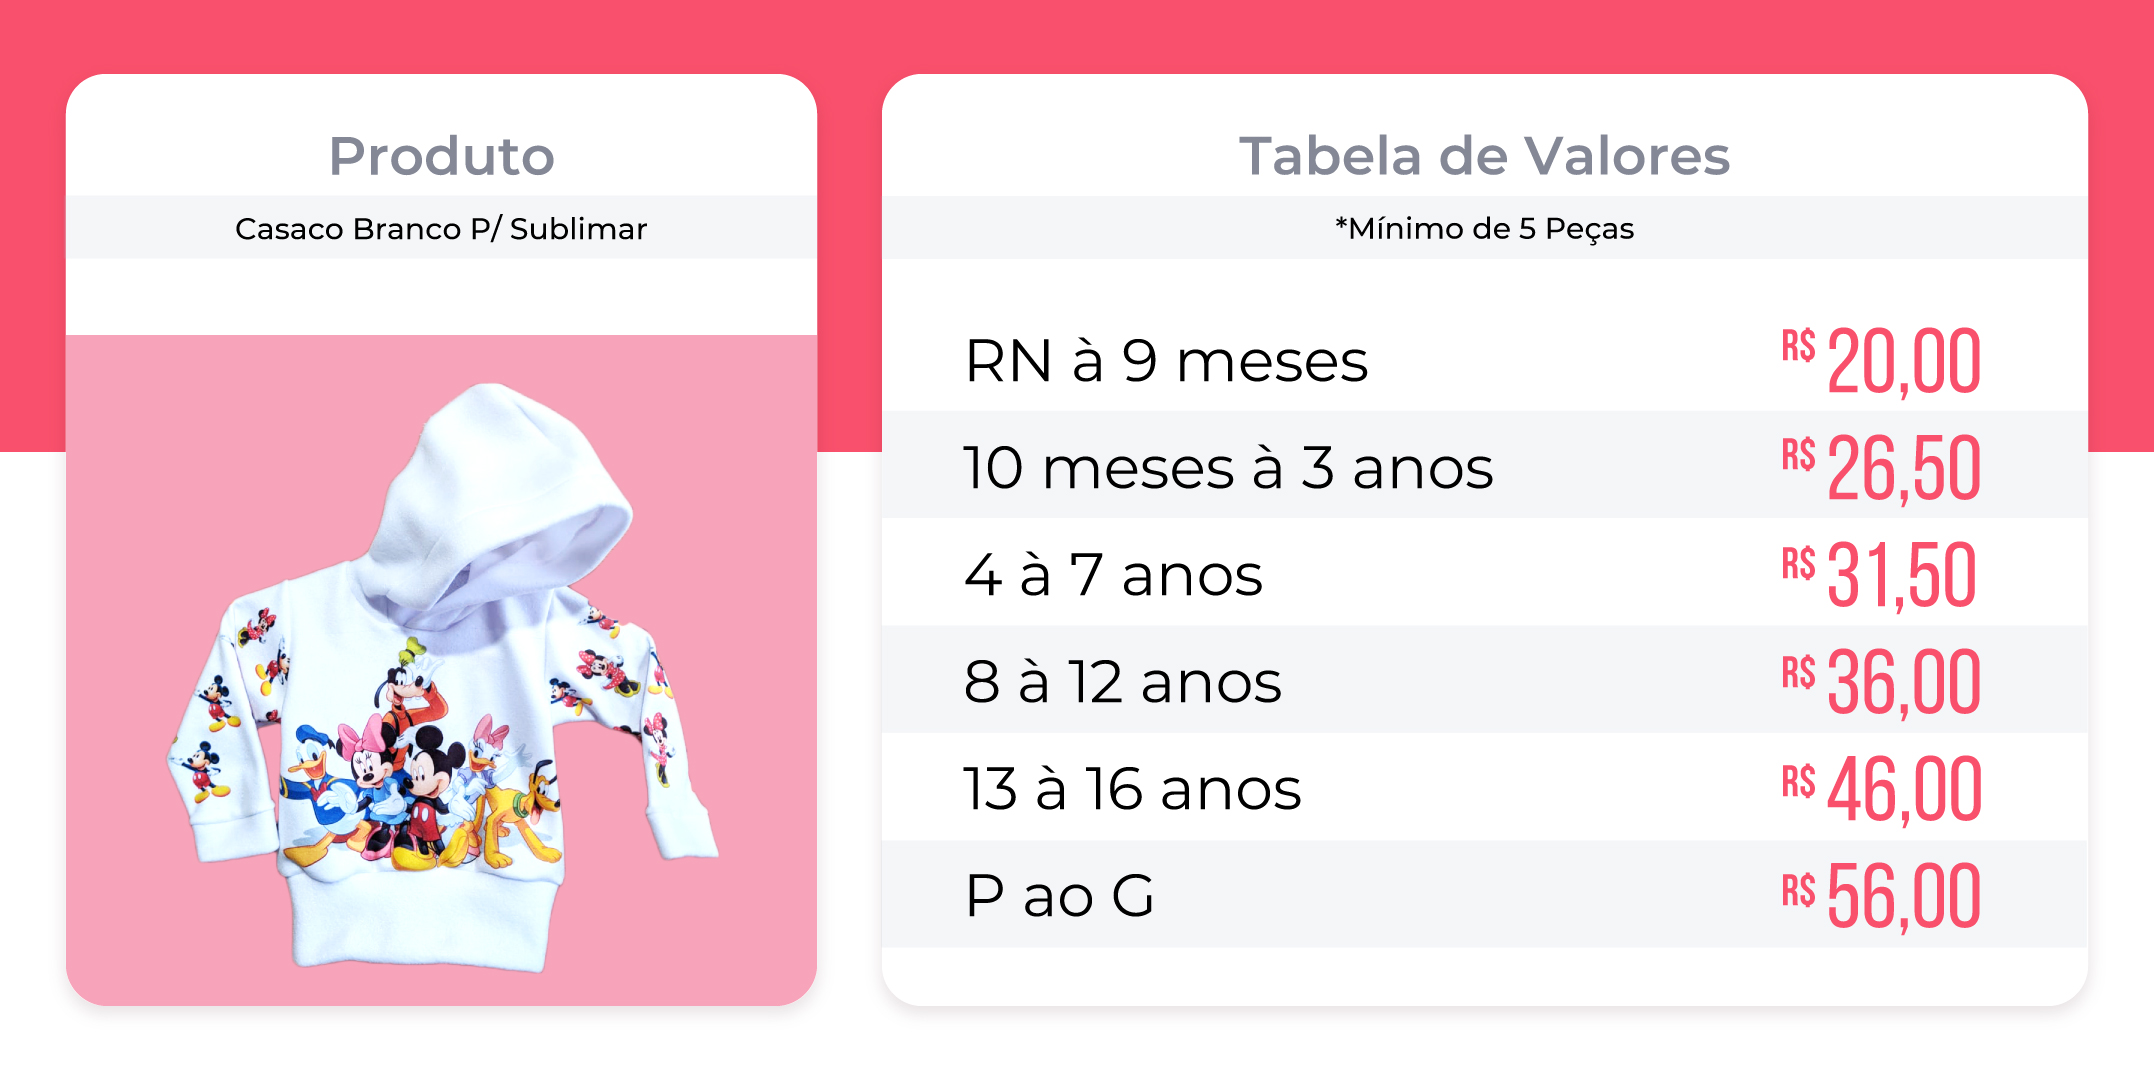 Produto
Casaco Branco P/ Sublimar
Tabela de Valores
*Mínimo de 5 Peças
RN à 9 meses R$ 20,00
10 meses à 3 anos R$ 26,50
4 à 7 anos R$ 31,50
8 à 12 anos R$ 36,00
13 à 16 anos R$ 46,00
P ao G R$ 56,00